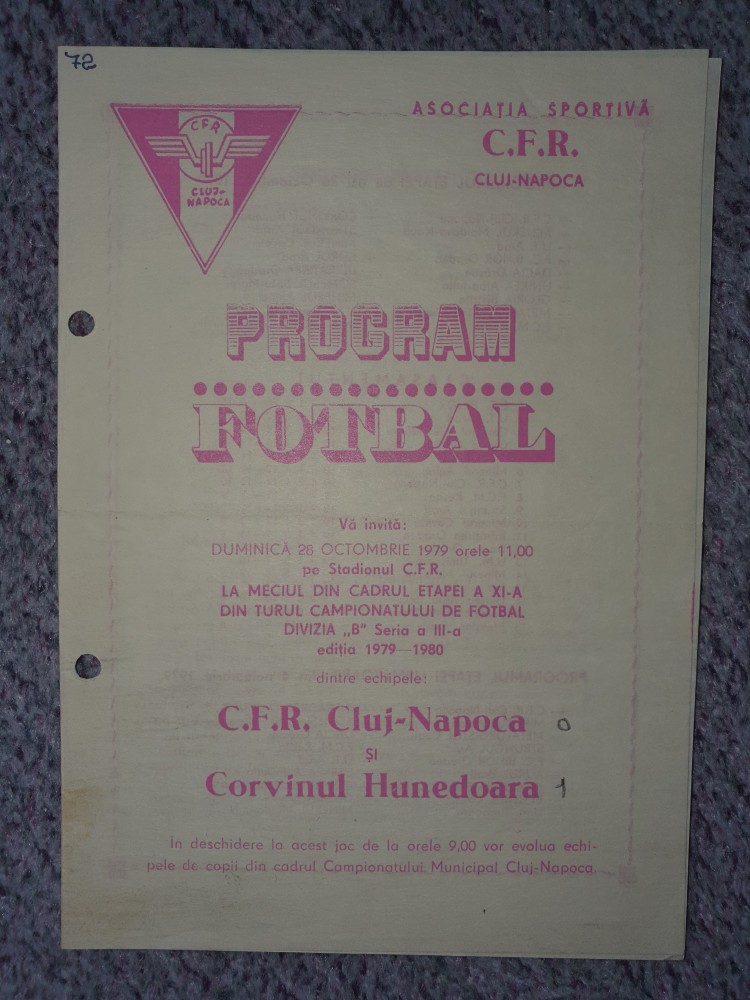 72
ASOCIAȚIA SPORTIVĂ
C.F.R.
CLUJ-NAPOCA
CFR
CLUJ-
NAPOCA
PROGRAM
FOTBAL
Vă invită:
DUMINICĂ 28 OCTOMBRIE 1979 orele 11,00
pe Stadionul C.F.R.
LA MECIUL DIN CADRUL ETAPEI A XI-A
DIN TURUL CAMPIONATULUI DE FOTBAL
DIVIZIA „B" Seria a III-a
ediția 1979—1980
dintre echipele:
C.F.R. Cluj-Napoca 0
ȘI
Corvinul Hunedoara 1
In deschidere la acest joc de la orele 9,00 vor evolua echi-
pele de copii din cadrul Campionatului Municipal Cluj-Napoca.